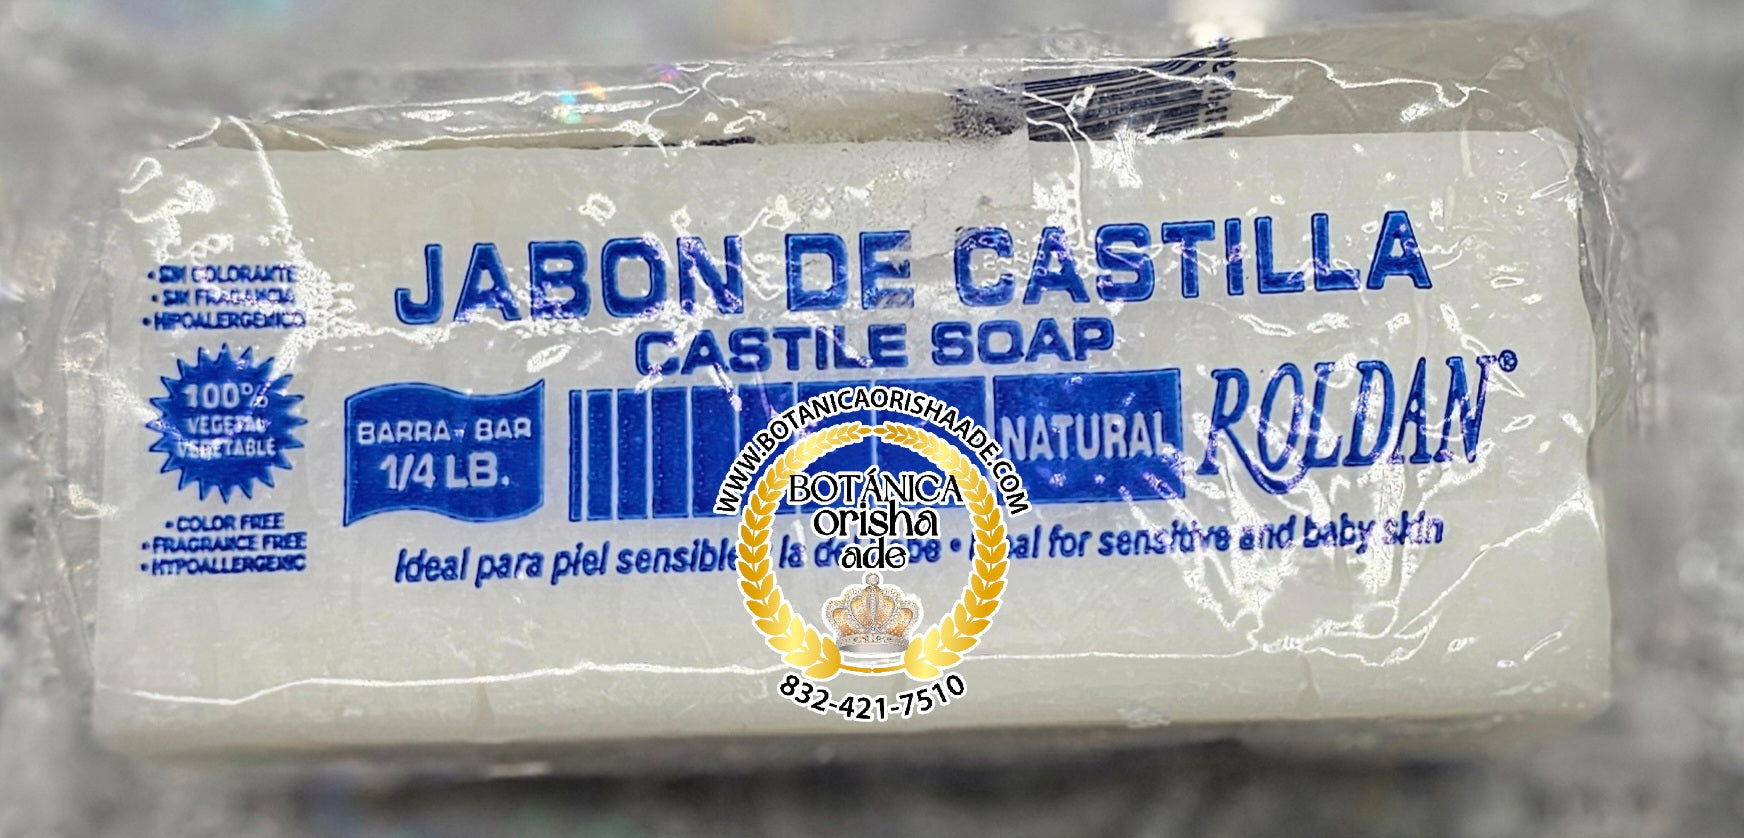 JABON DE CASTILLA
CASTILE SOAP
• SIN COLORANTE
• SIN FRAGANCIA
• HIPOALERGENICO
100%
VEGETAL
VEGETABLE
• COLOR FREE
• FRAGRANCE FREE
• HYPOALLERGENIC
BARRA - BAR
1/4 LB.
NATURAL
ROLDAN®
Ideal para piel sensible la del • for sensitive and baby skin
WWW.BOTANICAORISHAADE.COM
BOTÁNICA
orisha
ade
832-421-7510